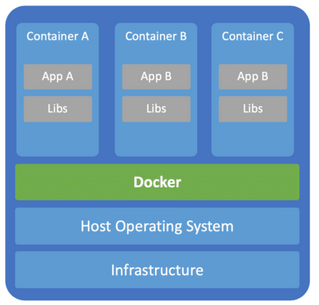 Container A
Container B
Container C
App A
App B
App B
Libs
Libs
Libs
Docker
Host Operating System
Infrastructure